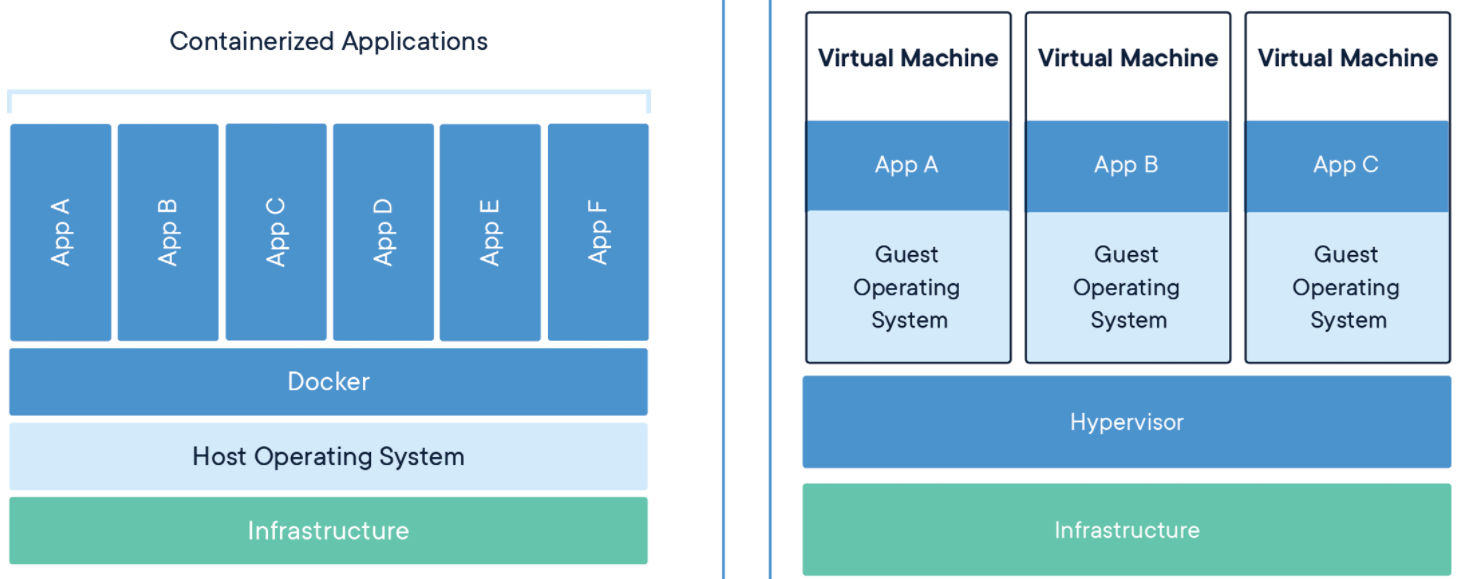 Containerized Applications
App A
App B
App C
App D
App E
App F
Docker
Host Operating System
Infrastructure
Virtual Machine
App A
Guest
Operating
System
Virtual Machine
App B
Guest
Operating
System
Virtual Machine
App C
Guest
Operating
System
Hypervisor
Infrastructure